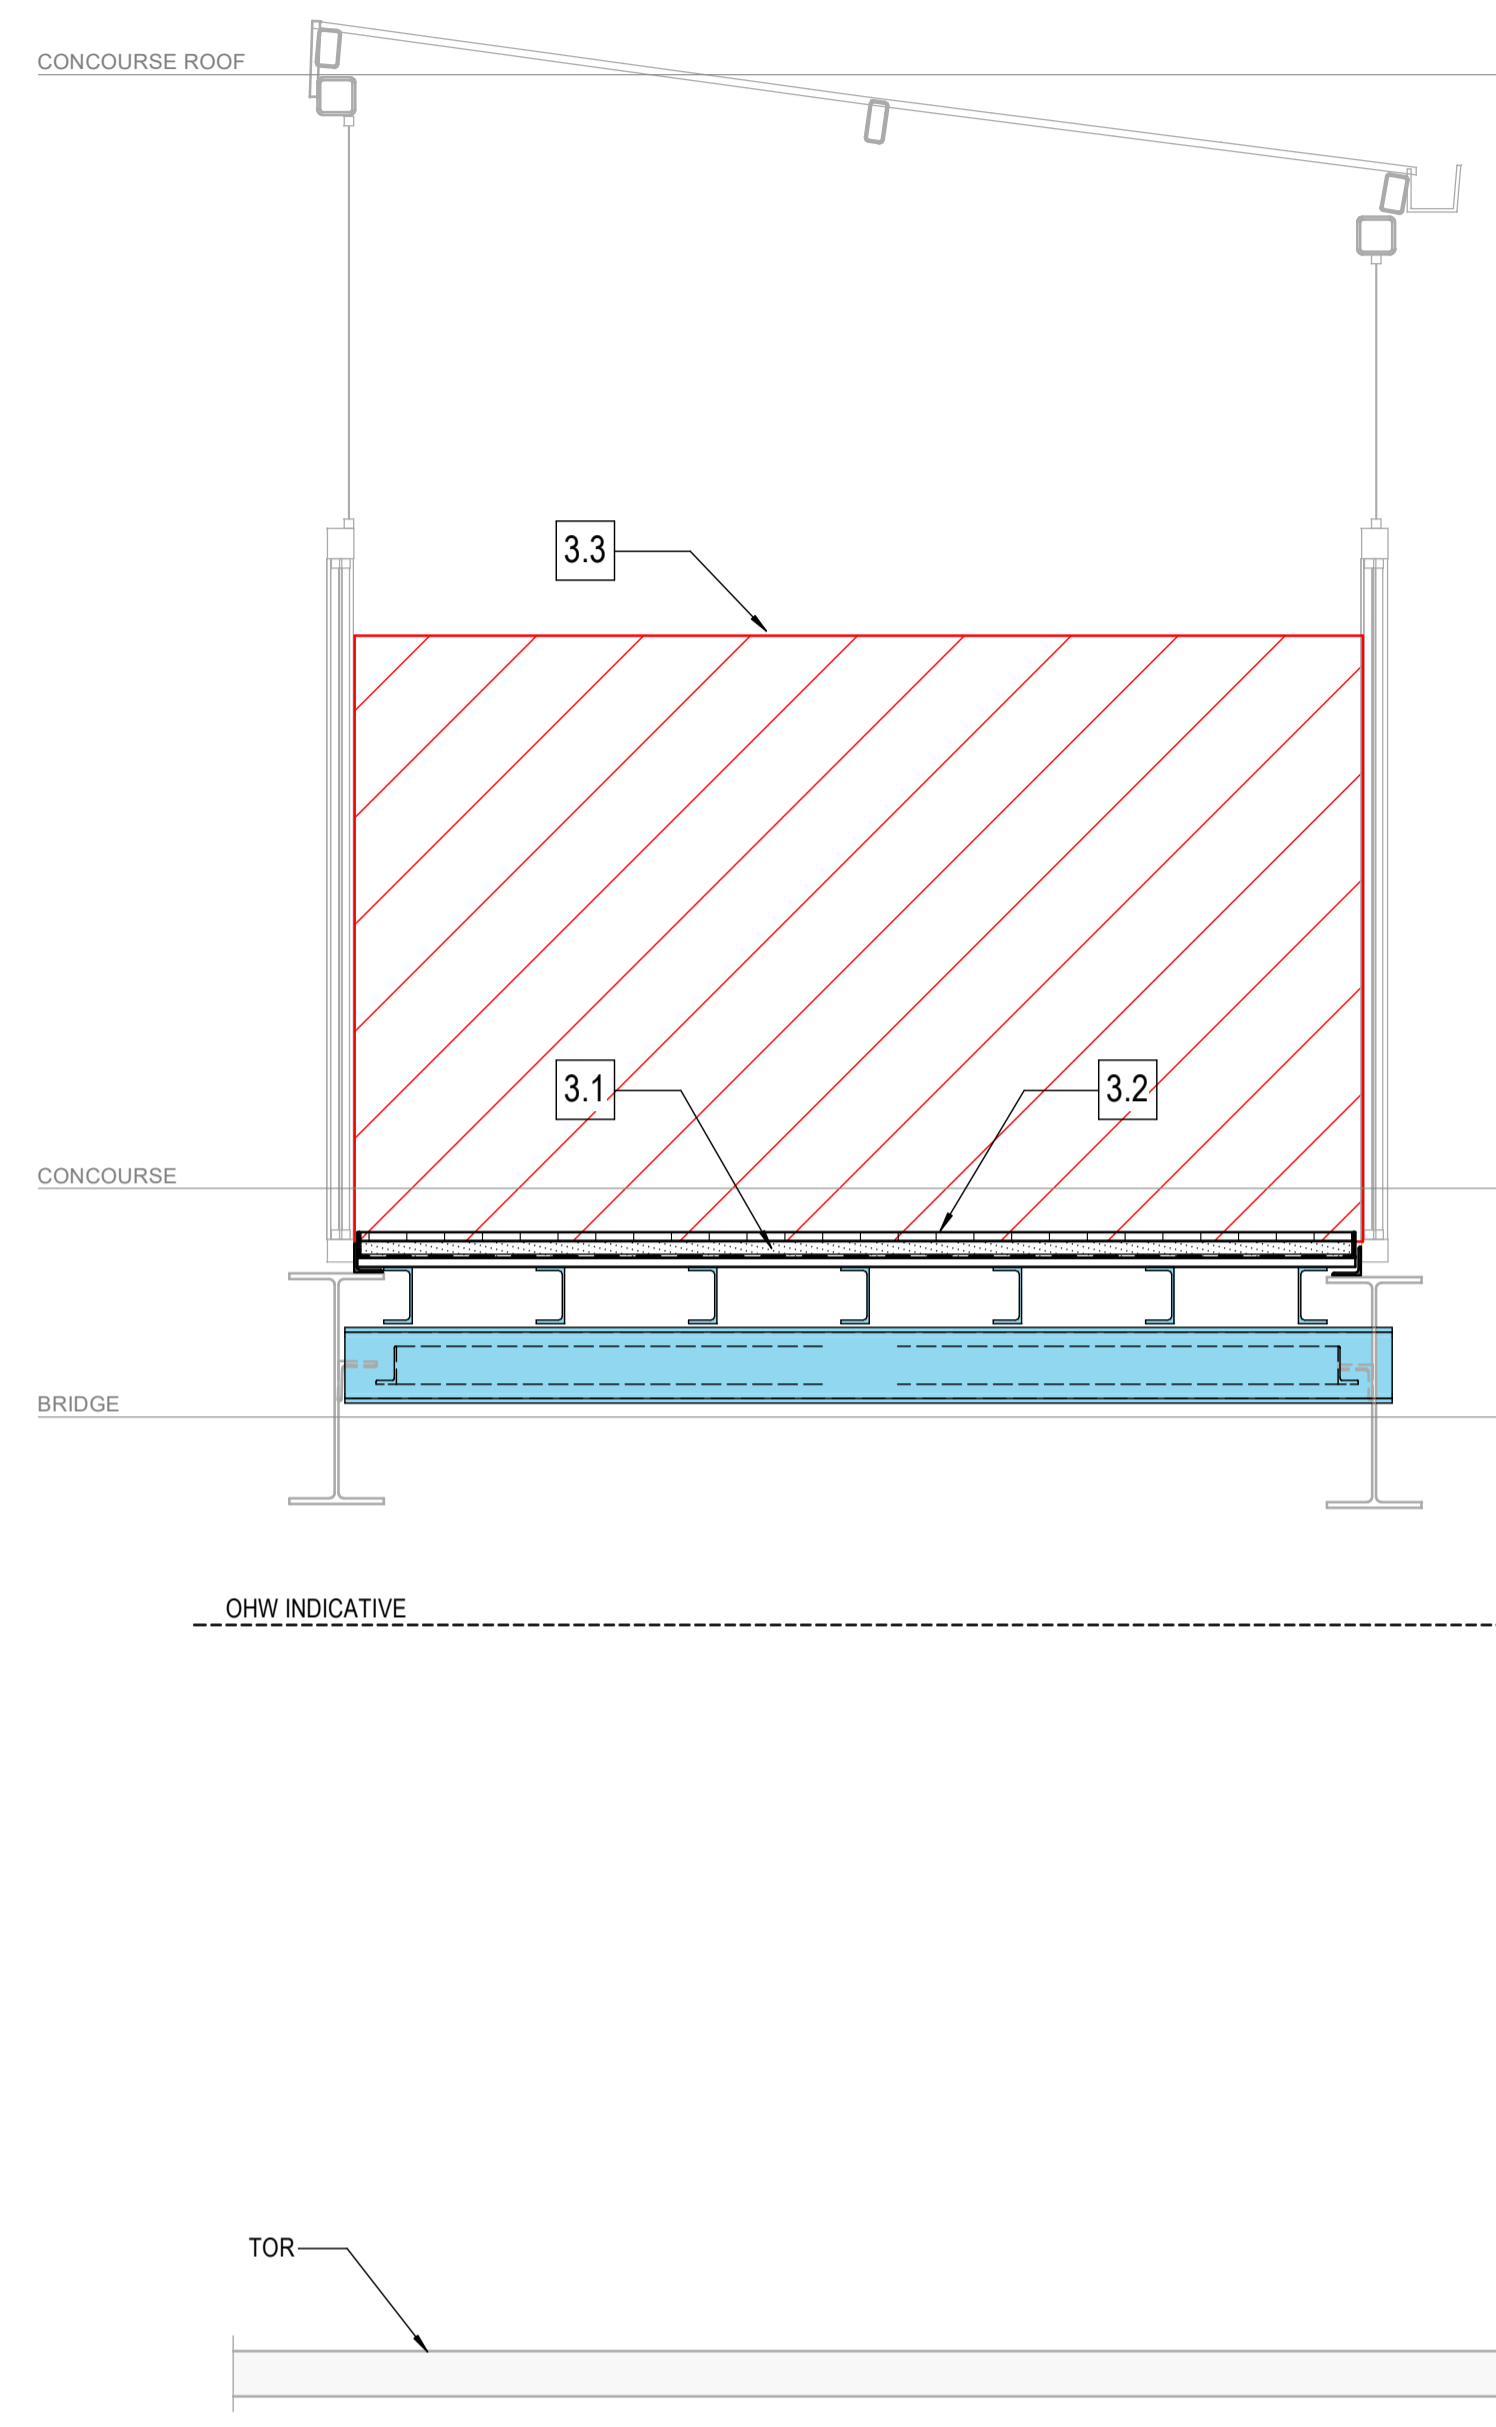 CONCOURSE ROOF
3.3
3.1
3.2
CONCOURSE
BRIDGE
OHW INDICATIVE
TOR